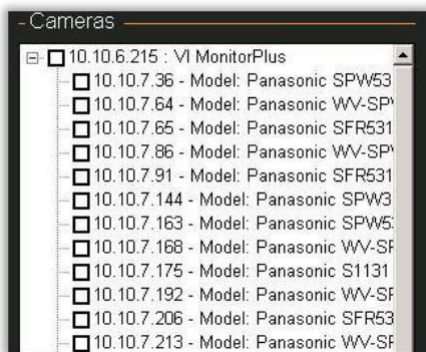 Cameras
10.10.6.215 : VI MonitorPlus
10.10.7.36 - Model: Panasonic SPW53
10.10.7.64 - Model: Panasonic WV-SP
10.10.7.65 - Model: Panasonic SFR531
10.10.7.86 - Model: Panasonic WV-SP
10.10.7.91 - Model: Panasonic SFR531
10.10.7.144 - Model: Panasonic SPW3
10.10.7.163 - Model: Panasonic SPW5
10.10.7.168 - Model: Panasonic WV-SF
10.10.7.175 - Model: Panasonic S1131
10.10.7.192 - Model: Panasonic WV-SF
10.10.7.206 - Model: Panasonic SFR53
10.10.7.213 - Model: Panasonic WV-SF